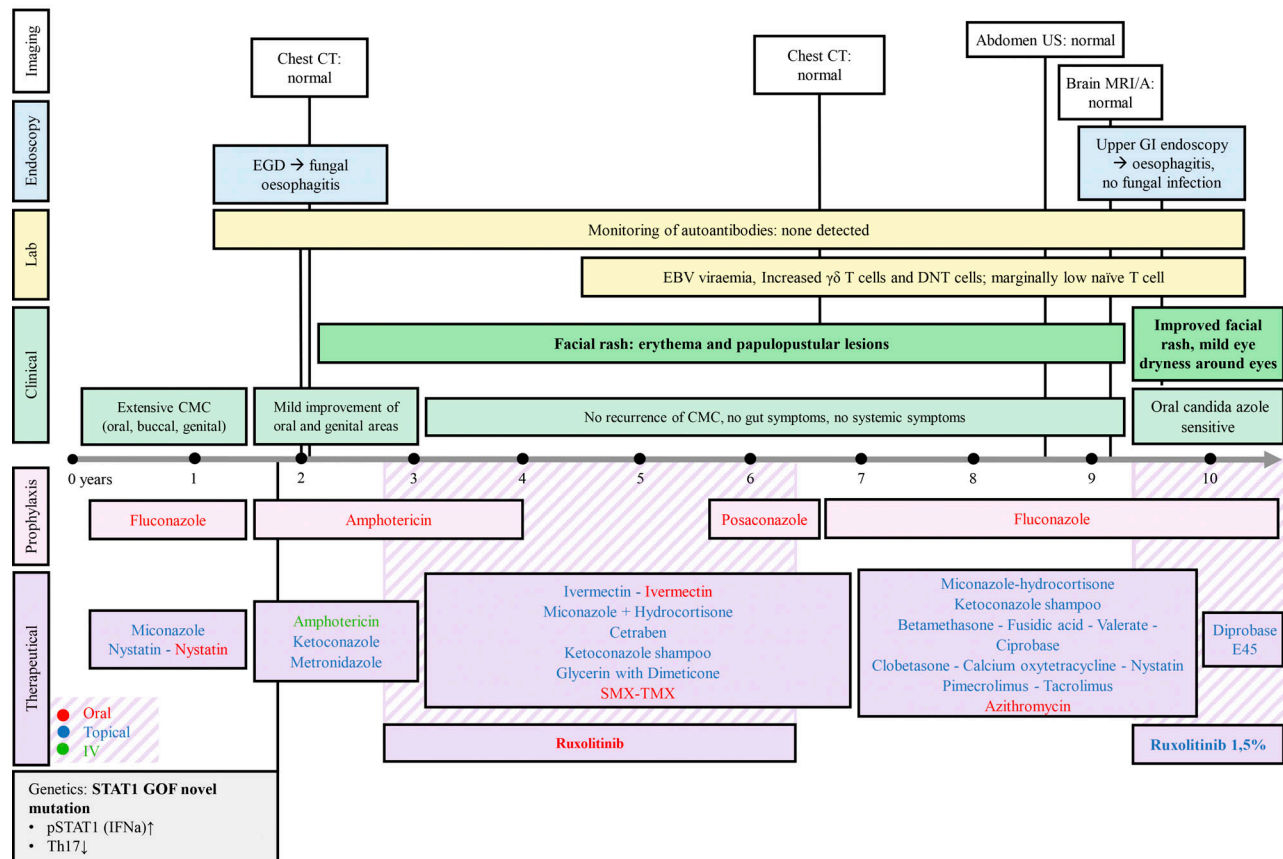 Imaging
Chest CT:
normal
Chest CT:
normal
Abdomen US: normal
Brain MRI/A:
normal
Endoscopy
EGD → fungal
oesophagitis
Upper GI endoscopy
→ oesophagitis,
no fungal infection
Lab
Monitoring of autoantibodies: none detected
EBV viraemia, Increased γδ T cells and DNT cells; marginally low naïve T cell
Clinical
Facial rash: erythema and papulopustular lesions
Improved facial
rash, mild eye
dryness around eyes
Extensive CMC
(oral, buccal, genital)
Mild improvement of
oral and genital areas
No recurrence of CMC, no gut symptoms, no systemic symptoms
Oral candida azole
sensitive
0 years 1 2 3 4 5 6 7 8 9 10
Prophylaxis
Fluconazole
Amphotericin
Posaconazole
Fluconazole
Therapeutical
Miconazole
Nystatin - Nystatin
Amphotericin
Ketoconazole
Metronidazole
Ivermectin - Ivermectin
Miconazole + Hydrocortisone
Cetraben
Ketoconazole shampoo
Glycerin with Dimeticone
SMX-TMX
Miconazole-hydrocortisone
Ketoconazole shampoo
Betamethasone - Fusidic acid - Valerate -
Ciprobase
Clobetasone - Calcium oxytetracycline - Nystatin
Pimecrolimus - Tacrolimus
Azithromycin
Diprobase
E45
Oral
Topical
IV
Ruxolitinib
Ruxolitinib 1,5%
Genetics: STAT1 GOF novel
mutation
• pSTAT1 (IFNa)↑
• Th17↓